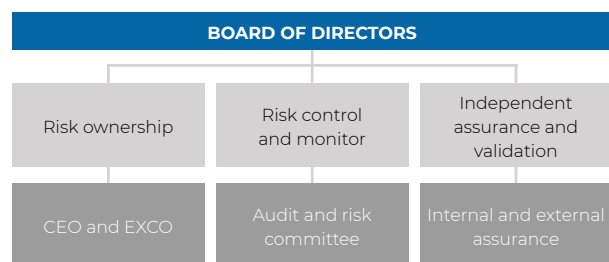 BOARD OF DIRECTORS
Risk ownership
Risk control
and monitor
Independent
assurance and
validation
CEO and EXCO
Audit and risk
committee
Internal and external
assurance